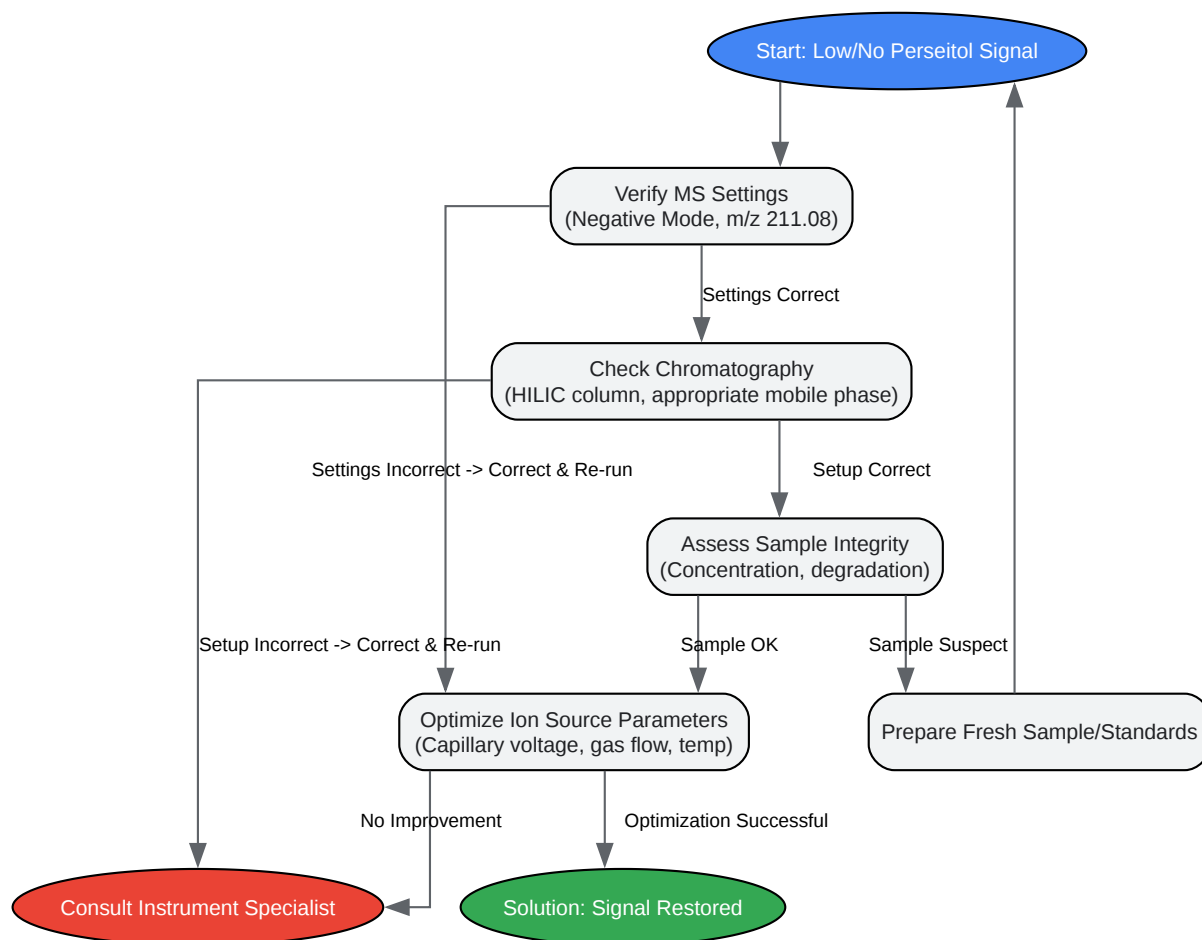 Start: Low/No Perseitol Signal
Verify MS Settings
(Negative Mode, m/z 211.08)
Settings Correct
Check Chromatography
(HILIC column, appropriate mobile phase)
Settings Incorrect -> Correct & Re-run
Setup Correct
Assess Sample Integrity
(Concentration, degradation)
Setup Incorrect -> Correct & Re-run
Sample OK
Sample Suspect
Optimize Ion Source Parameters
(Capillary voltage, gas flow, temp)
Prepare Fresh Sample/Standards
No Improvement
Optimization Successful
Consult Instrument Specialist
Solution: Signal Restored